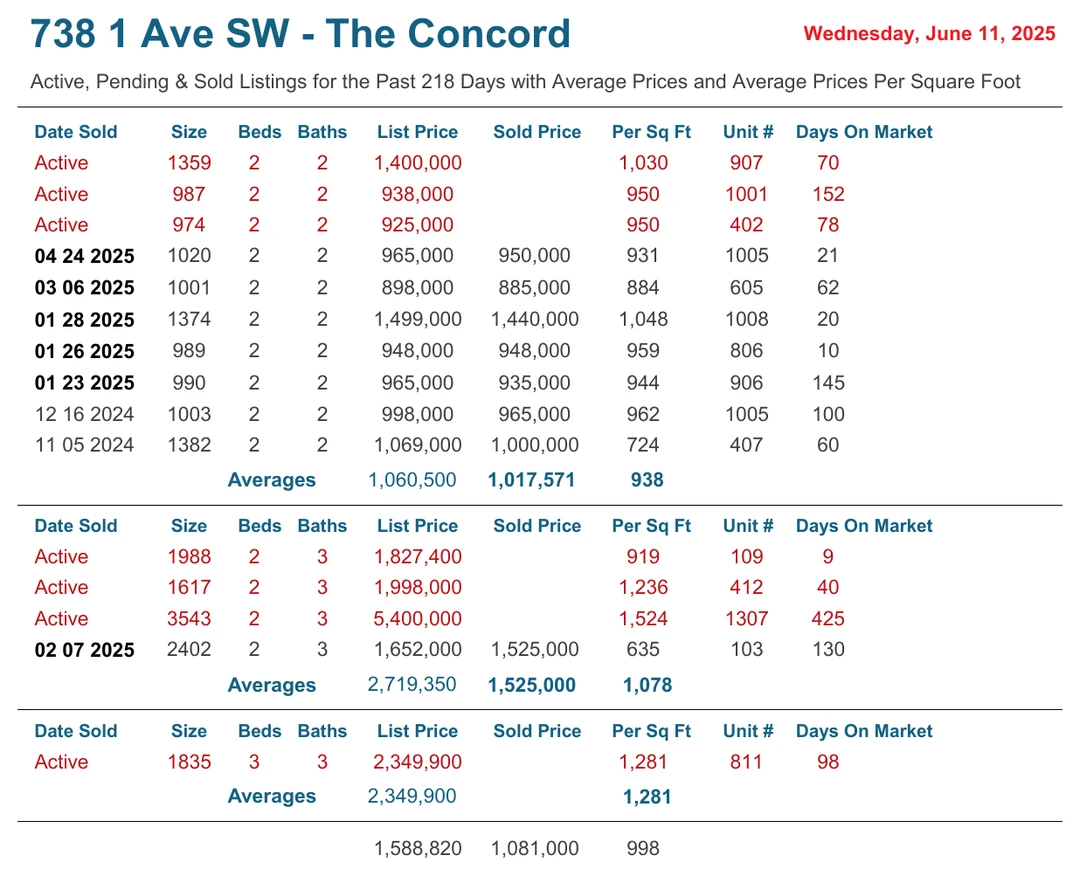 738 1 Ave SW - The Concord Wednesday, June 11, 2025
Active, Pending & Sold Listings for the Past 218 Days with Average Prices and Average Prices Per Square Foot
Date Sold Size Beds Baths List Price Sold Price Per Sq Ft Unit # Days On Market
Active 1359 2 2 1,400,000 1,030 907 70
Active 987 2 2 938,000 950 1001 152
Active 974 2 2 925,000 950 402 78
04 24 2025 1020 2 2 965,000 950,000 931 1005 21
03 06 2025 1001 2 2 898,000 885,000 884 605 62
01 28 2025 1374 2 2 1,499,000 1,440,000 1,048 1008 20
01 26 2025 989 2 2 948,000 948,000 959 806 10
01 23 2025 990 2 2 965,000 935,000 944 906 145
12 16 2024 1003 2 2 998,000 965,000 962 1005 100
11 05 2024 1382 2 2 1,069,000 1,000,000 724 407 60
Averages 1,060,500 1,017,571 938
Date Sold Size Beds Baths List Price Sold Price Per Sq Ft Unit # Days On Market
Active 1988 2 3 1,827,400 919 109 9
Active 1617 2 3 1,998,000 1,236 412 40
Active 3543 2 3 5,400,000 1,524 1307 425
02 07 2025 2402 2 3 1,652,000 1,525,000 635 103 130
Averages 2,719,350 1,525,000 1,078
Date Sold Size Beds Baths List Price Sold Price Per Sq Ft Unit # Days On Market
Active 1835 3 3 2,349,900 1,281 811 98
Averages 2,349,900 1,281
1,588,820 1,081,000 998